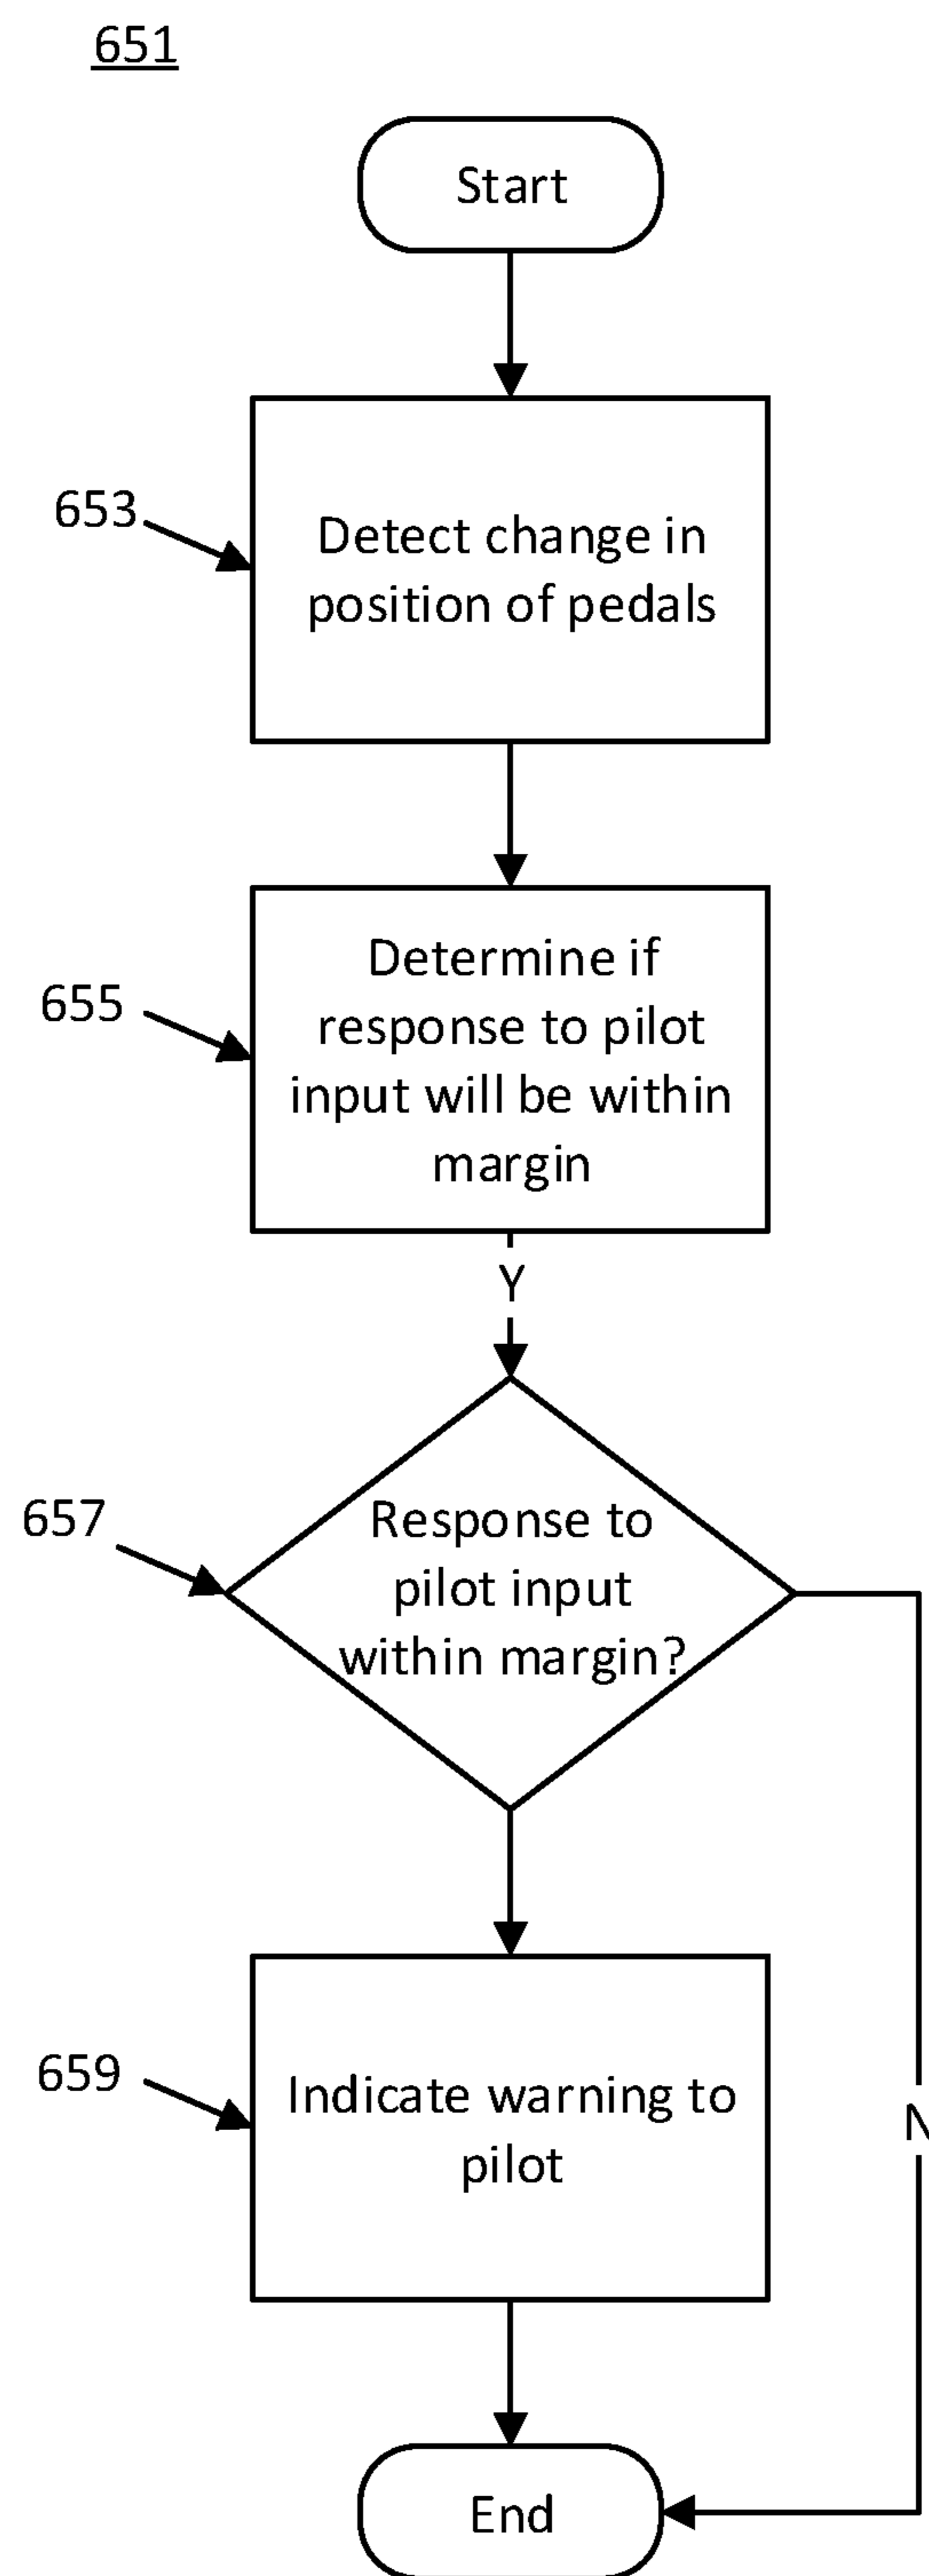 651
Start
653
Detect change in
position of pedals
655
Determine if
response to pilot
input will be within
margin
Y
657
Response to
pilot input
within margin?
659
Indicate warning to
pilot
N
End